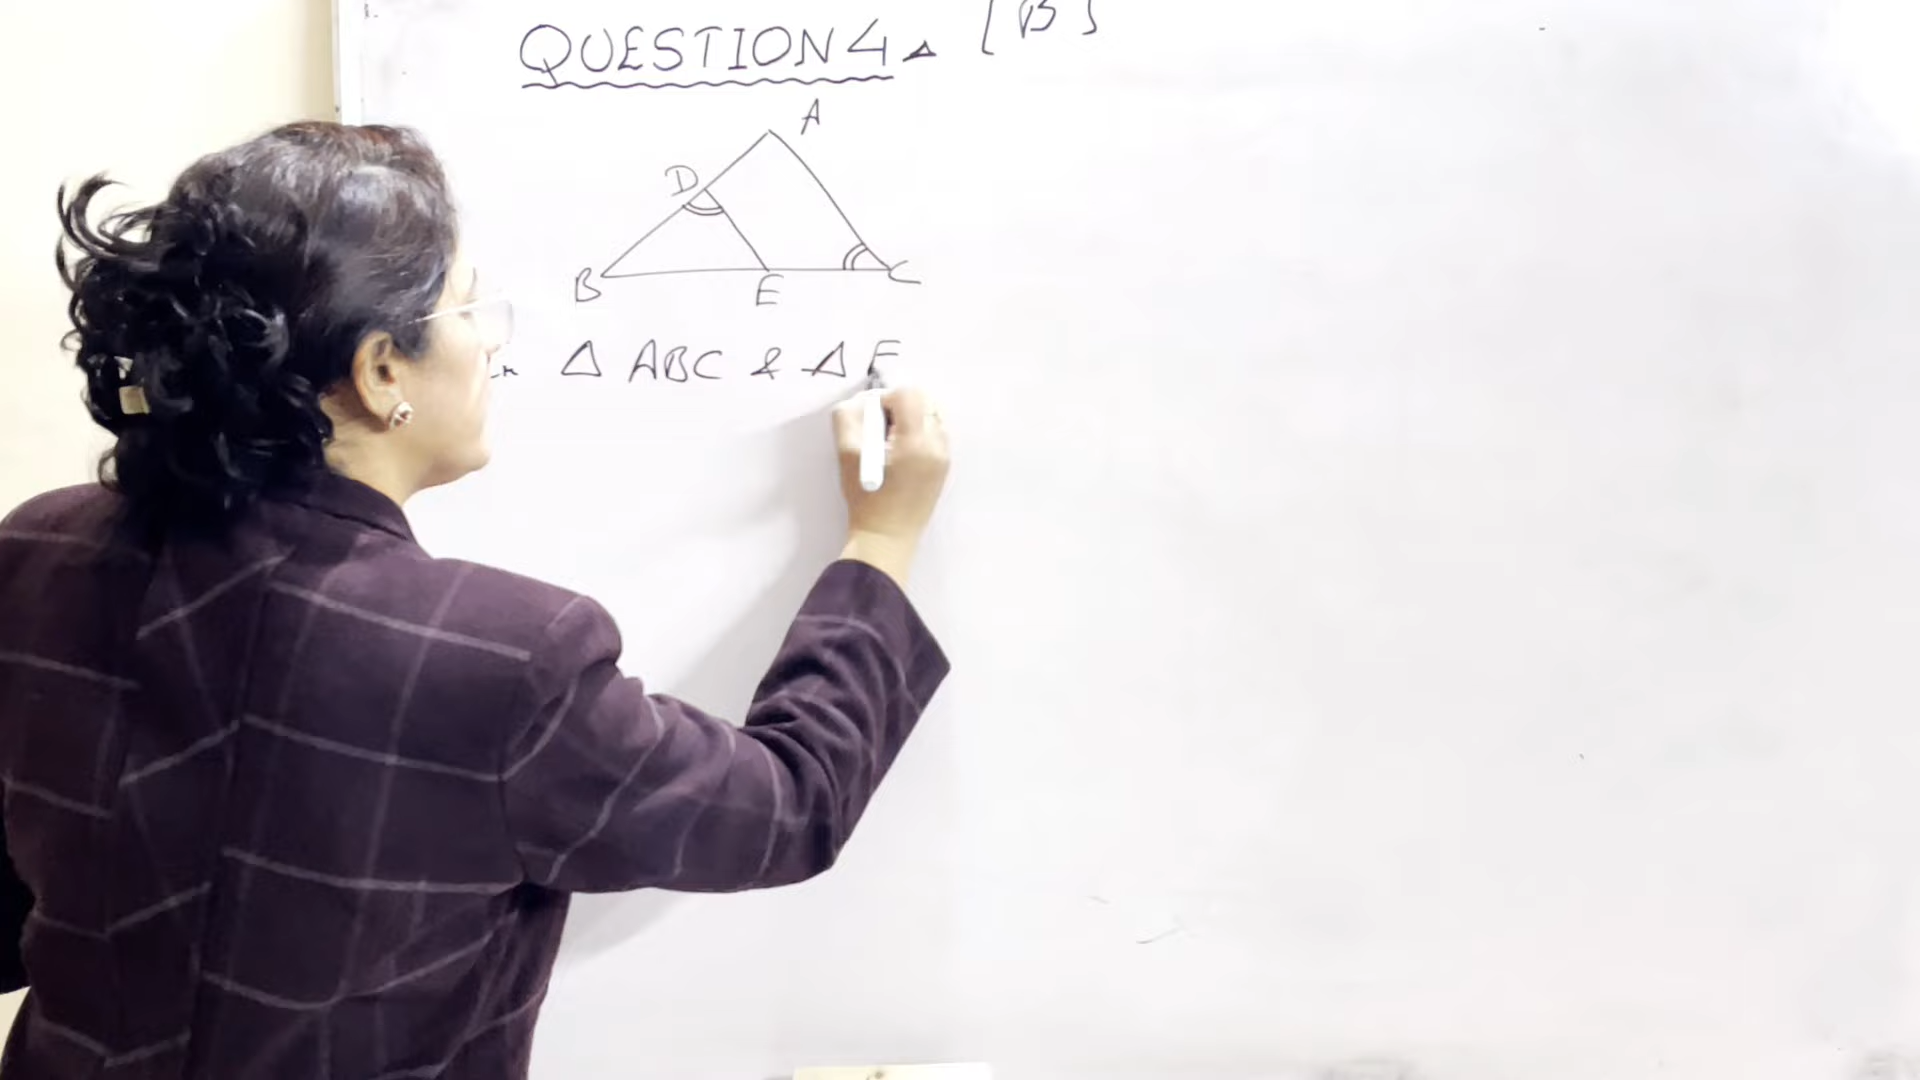 QUESTION 4. [B]
A
D
B E C
Δ ABC & Δ E